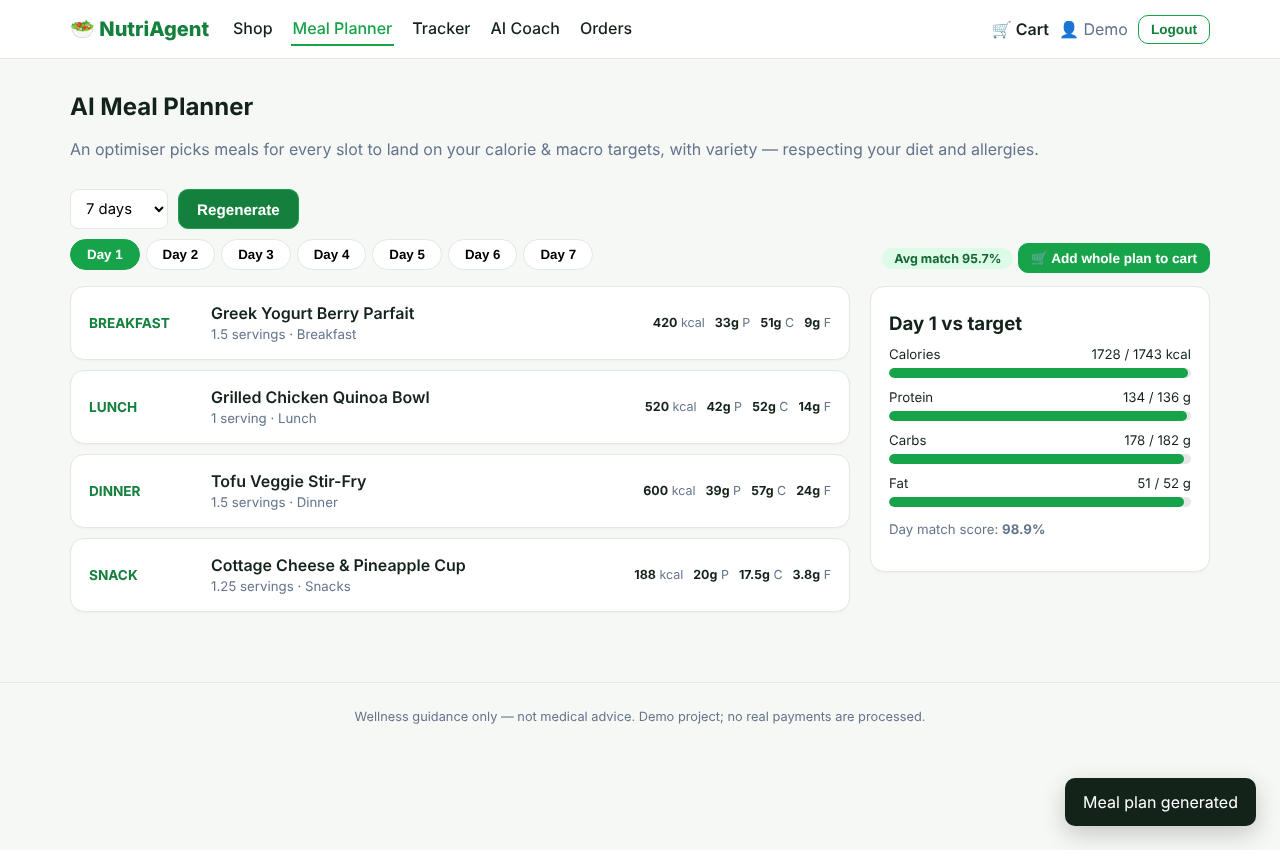 🥗 NutriAgent Shop Meal Planner Tracker AI Coach Orders 🛒 Cart 👤 Demo Logout
AI Meal Planner
An optimiser picks meals for every slot to land on your calorie & macro targets, with variety — respecting your diet and allergies.
7 days Regenerate
Day 1 Day 2 Day 3 Day 4 Day 5 Day 6 Day 7
Avg match 95.7% 🛒 Add whole plan to cart
BREAKFAST
Greek Yogurt Berry Parfait
1.5 servings · Breakfast
420 kcal 33g P 51g C 9g F
LUNCH
Grilled Chicken Quinoa Bowl
1 serving · Lunch
520 kcal 42g P 52g C 14g F
DINNER
Tofu Veggie Stir-Fry
1.5 servings · Dinner
600 kcal 39g P 57g C 24g F
SNACK
Cottage Cheese & Pineapple Cup
1.25 servings · Snacks
188 kcal 20g P 17.5g C 3.8g F
Day 1 vs target
Calories 1728 / 1743 kcal
Protein 134 / 136 g
Carbs 178 / 182 g
Fat 51 / 52 g
Day match score: 98.9%
Wellness guidance only — not medical advice. Demo project; no real payments are processed.
Meal plan generated